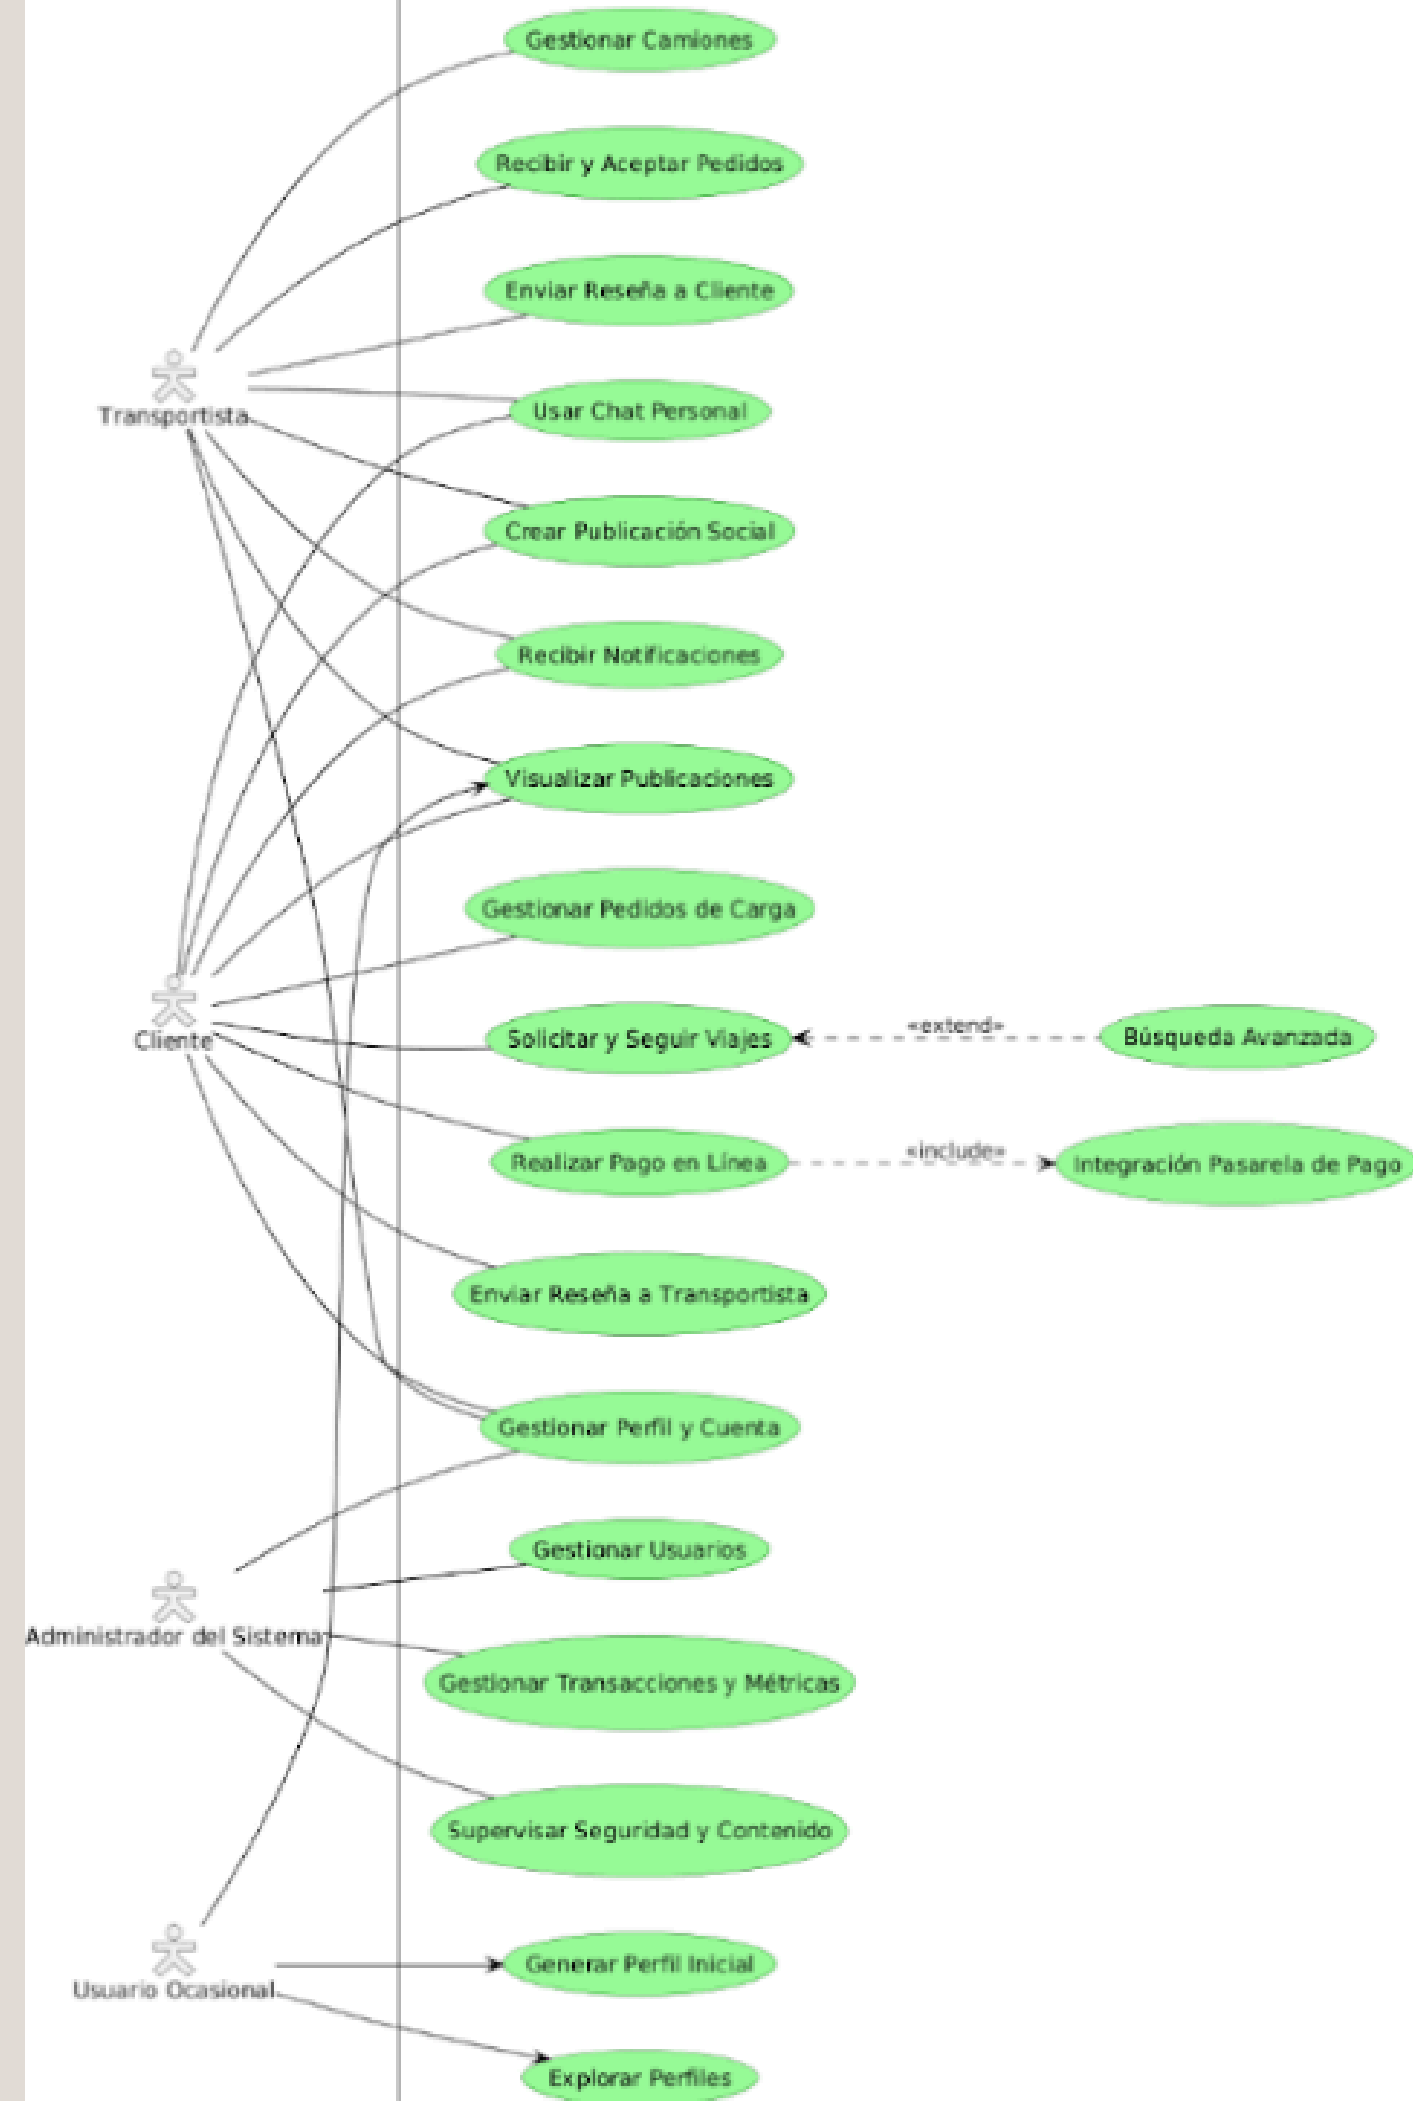 Gestionar Camiones
Recibir y Aceptar Pedidos
Enviar Reseña a Cliente
Transportista
Usar Chat Personal
Crear Publicación Social
Recibir Notificaciones
Visualizar Publicaciones
Gestionar Pedidos de Carga
Cliente
Solicitar y Seguir Viajes
«extend»
Búsqueda Avanzada
Realizar Pago en Línea
«include»
Integración Pasarela de Pago
Enviar Reseña a Transportista
Gestionar Perfil y Cuenta
Gestionar Usuarios
Administrador del Sistema
Gestionar Transacciones y Métricas
Supervisar Seguridad y Contenido
Generar Perfil Inicial
Usuario Ocasional
Explorar Perfiles